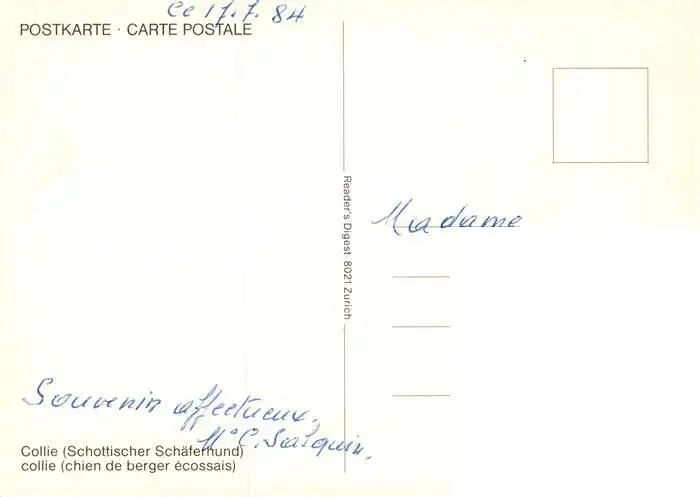 Ce 17.7.84
POSTKARTE · CARTE POSTALE
Reader's Digest 8021 Zurich
Madame
Souvenir affectueux.
C. Salquin.
Collie (Schottischer Schäferhund)
collie (chien de berger écossais)